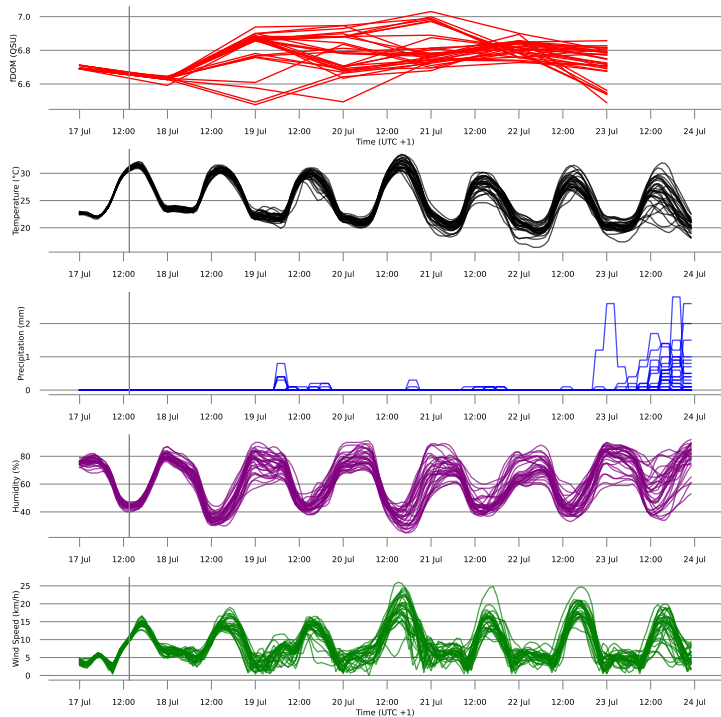 fDOM (QSU)
7.0
6.8
6.6
17 Jul 12:00 18 Jul 12:00 19 Jul 12:00 20 Jul 12:00 21 Jul 12:00 22 Jul 12:00 23 Jul 12:00 24 Jul
Time (UTC +1)
Temperature (°C)
30
25
20
17 Jul 12:00 18 Jul 12:00 19 Jul 12:00 20 Jul 12:00 21 Jul 12:00 22 Jul 12:00 23 Jul 12:00 24 Jul
Precipitation (mm)
2
1
0
17 Jul 12:00 18 Jul 12:00 19 Jul 12:00 20 Jul 12:00 21 Jul 12:00 22 Jul 12:00 23 Jul 12:00 24 Jul
Humidity (%)
80
60
40
17 Jul 12:00 18 Jul 12:00 19 Jul 12:00 20 Jul 12:00 21 Jul 12:00 22 Jul 12:00 23 Jul 12:00 24 Jul
Wind Speed (km/h)
25
20
15
10
5
0
17 Jul 12:00 18 Jul 12:00 19 Jul 12:00 20 Jul 12:00 21 Jul 12:00 22 Jul 12:00 23 Jul 12:00 24 Jul
Time (UTC +1)